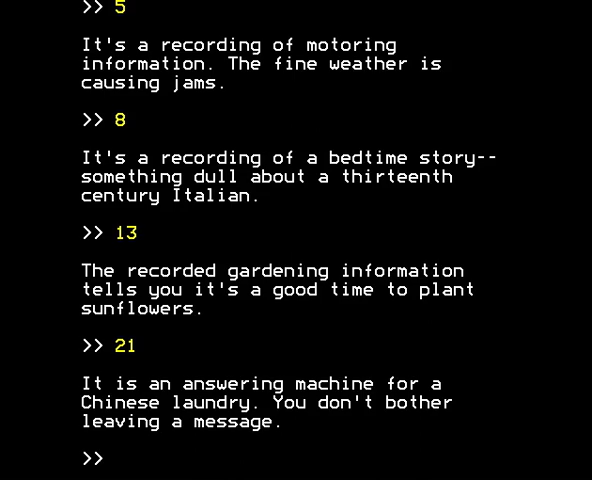 >> 5
It's a recording of motoring
information. The fine weather is
causing jams.
>> 8
It's a recording of a bedtime story--
something dull about a thirteenth
century Italian.
>> 13
The recorded gardening information
tells you it's a good time to plant
sunflowers.
>> 21
It is an answering machine for a
Chinese laundry. You don't bother
leaving a message.
>>